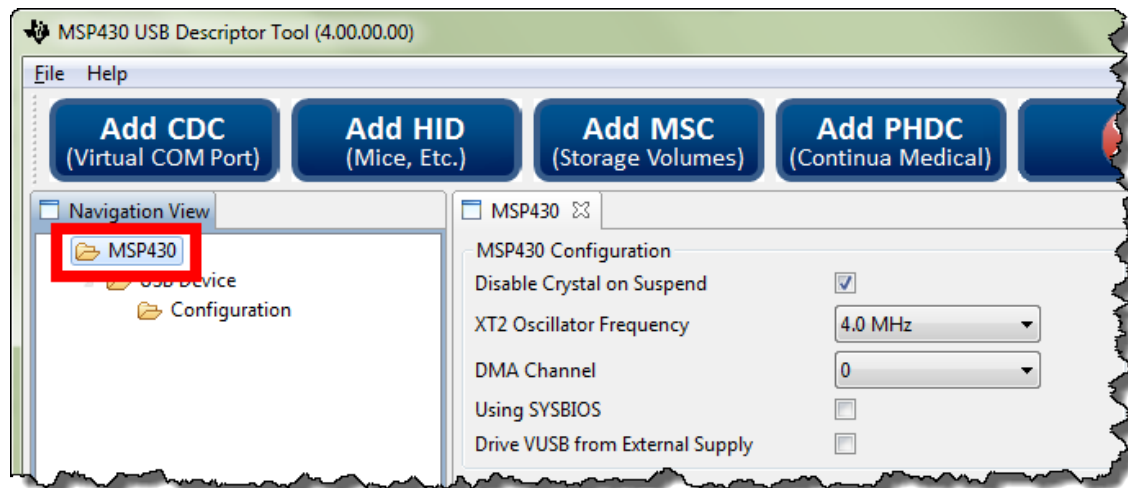 MSP430 USB Descriptor Tool (4.00.00.00)
File Help
Add CDC
(Virtual COM Port)
Add HID
(Mice, Etc.)
Add MSC
(Storage Volumes)
Add PHDC
(Continua Medical)
Navigation View
MSP430
USB Device
Configuration
MSP430
MSP430 Configuration
Disable Crystal on Suspend
XT2 Oscillator Frequency
4.0 MHz
DMA Channel
0
Using SYSBIOS
Drive VUSB from External Supply